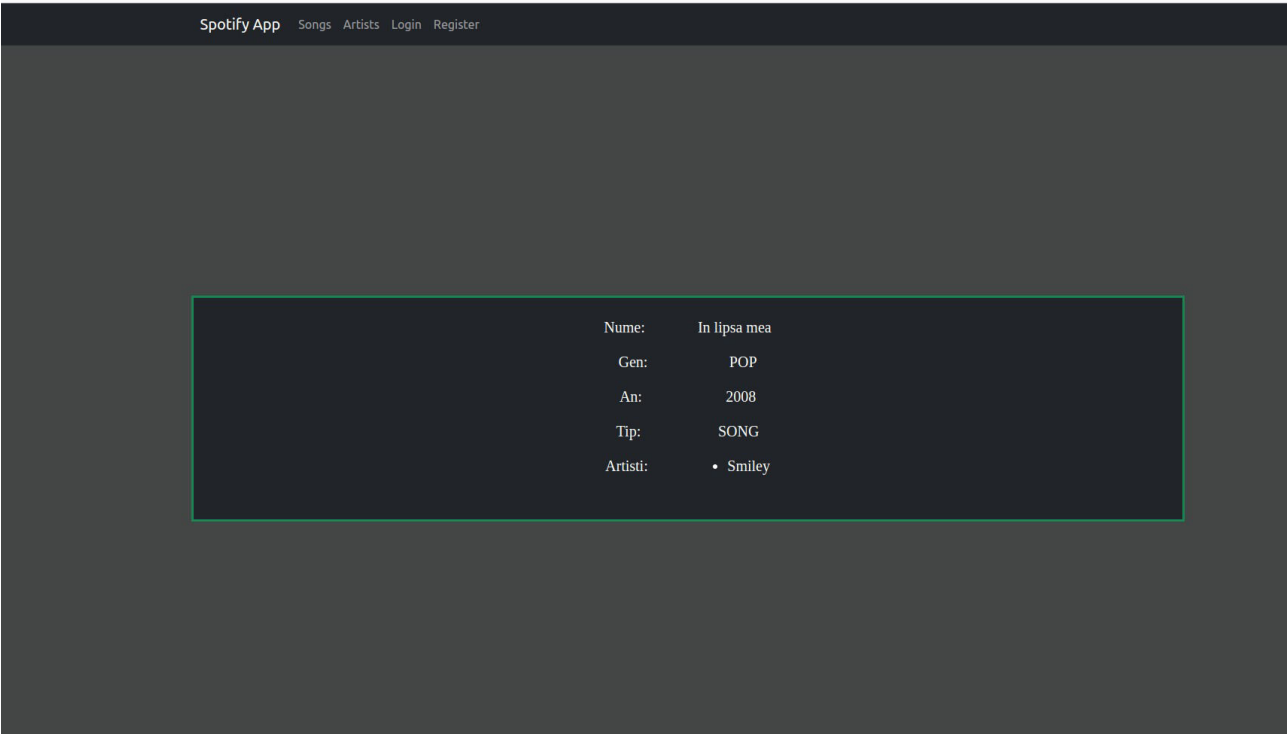 Spotify App Songs Artists Login Register
Nume: In lipsa mea
Gen: POP
An: 2008
Tip: SONG
Artisti: • Smiley